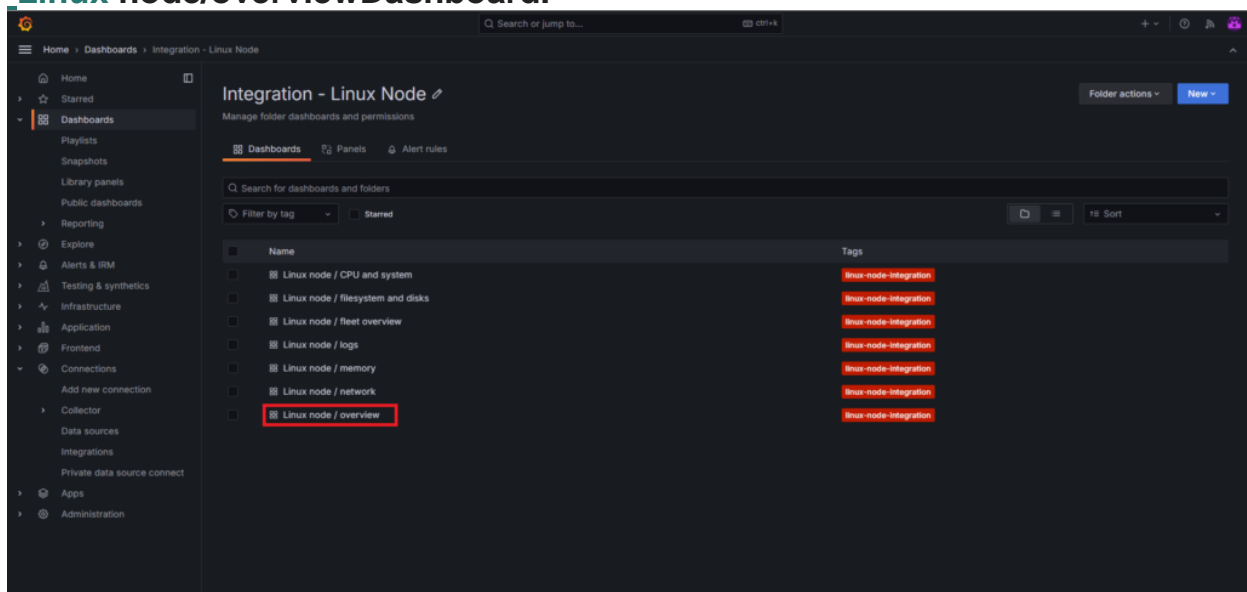 Linux node/overviewDashboard.
Search or jump to... ctrl+k
Home › Dashboards › Integration - Linux Node
Home
Starred
Dashboards
Playlists
Snapshots
Library panels
Public dashboards
Reporting
Explore
Alerts & IRM
Testing & synthetics
Infrastructure
Application
Frontend
Connections
Add new connection
Collector
Data sources
Integrations
Private data source connect
Apps
Administration
Integration - Linux Node
Folder actions New
Manage folder dashboards and permissions
Dashboards Panels Alert rules
Search for dashboards and folders
Filter by tag Starred Sort
Name Tags
Linux node / CPU and system linux-node-integration
Linux node / filesystem and disks linux-node-integration
Linux node / fleet overview linux-node-integration
Linux node / logs linux-node-integration
Linux node / memory linux-node-integration
Linux node / network linux-node-integration
Linux node / overview linux-node-integration